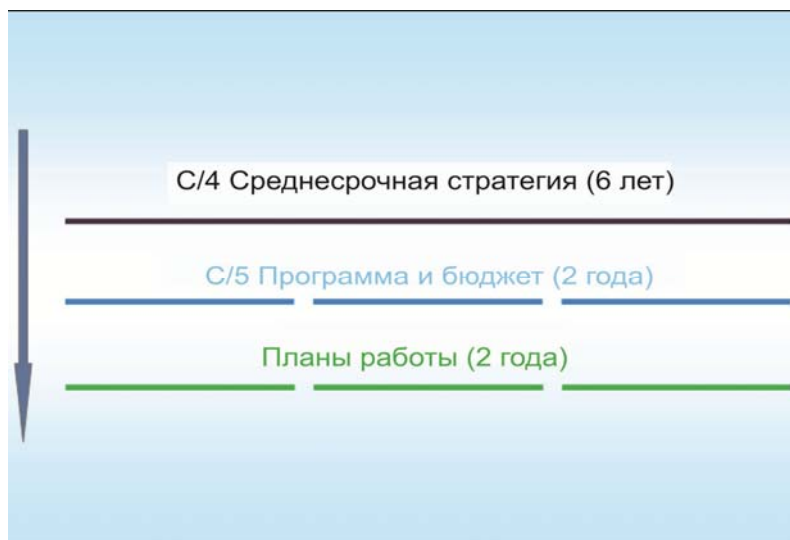 С/4 Среднесрочная стратегия (6 лет)
С/5 Программа и бюджет (2 года)
Планы работы (2 года)